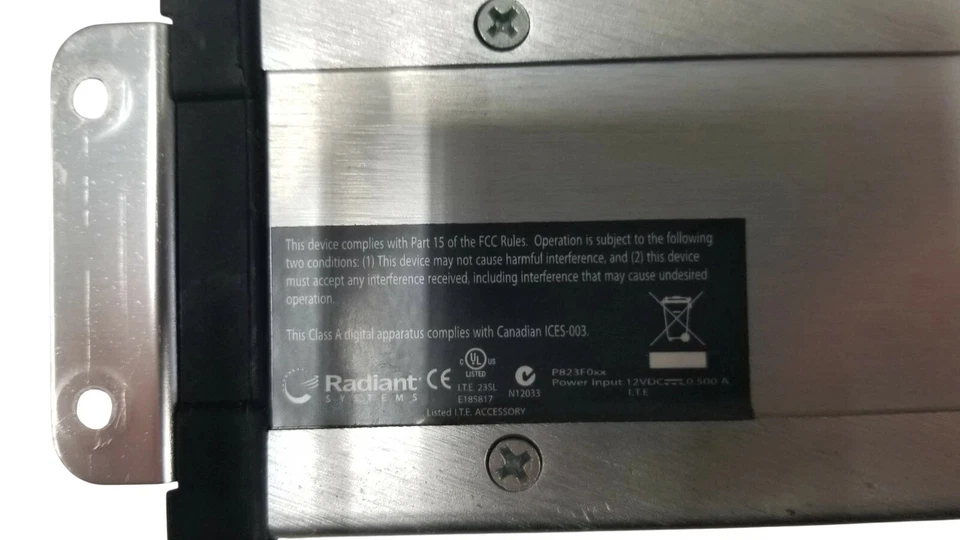 This device complies with Part 15 of the FCC Rules. Operation is subject to the following
two conditions: (1) This device may not cause harmful interference, and (2) this device
must accept any interference received, including interference that may cause undesired
operation.
This Class A digital apparatus complies with Canadian ICES-003.
C UL US
LISTED
I.T.E. 235L
E185817
Radiant
SYSTEMS
CE
N12033
P823F0xx
Power Input:12VDC⎓0.500 A
I.T.E
Listed I.T.E. ACCESSORY